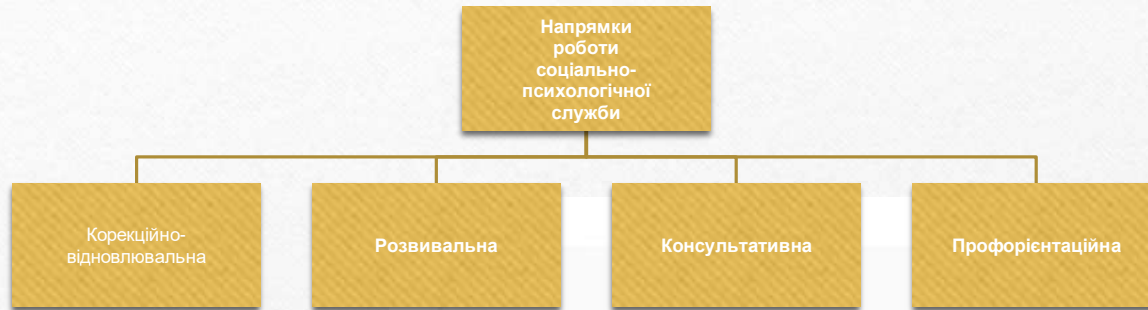 Напрямки
роботи
соціально-
психологічної
служби
Корекційно-
відновлювальна
Розвивальна
Консультативна
Профорієнтаційна